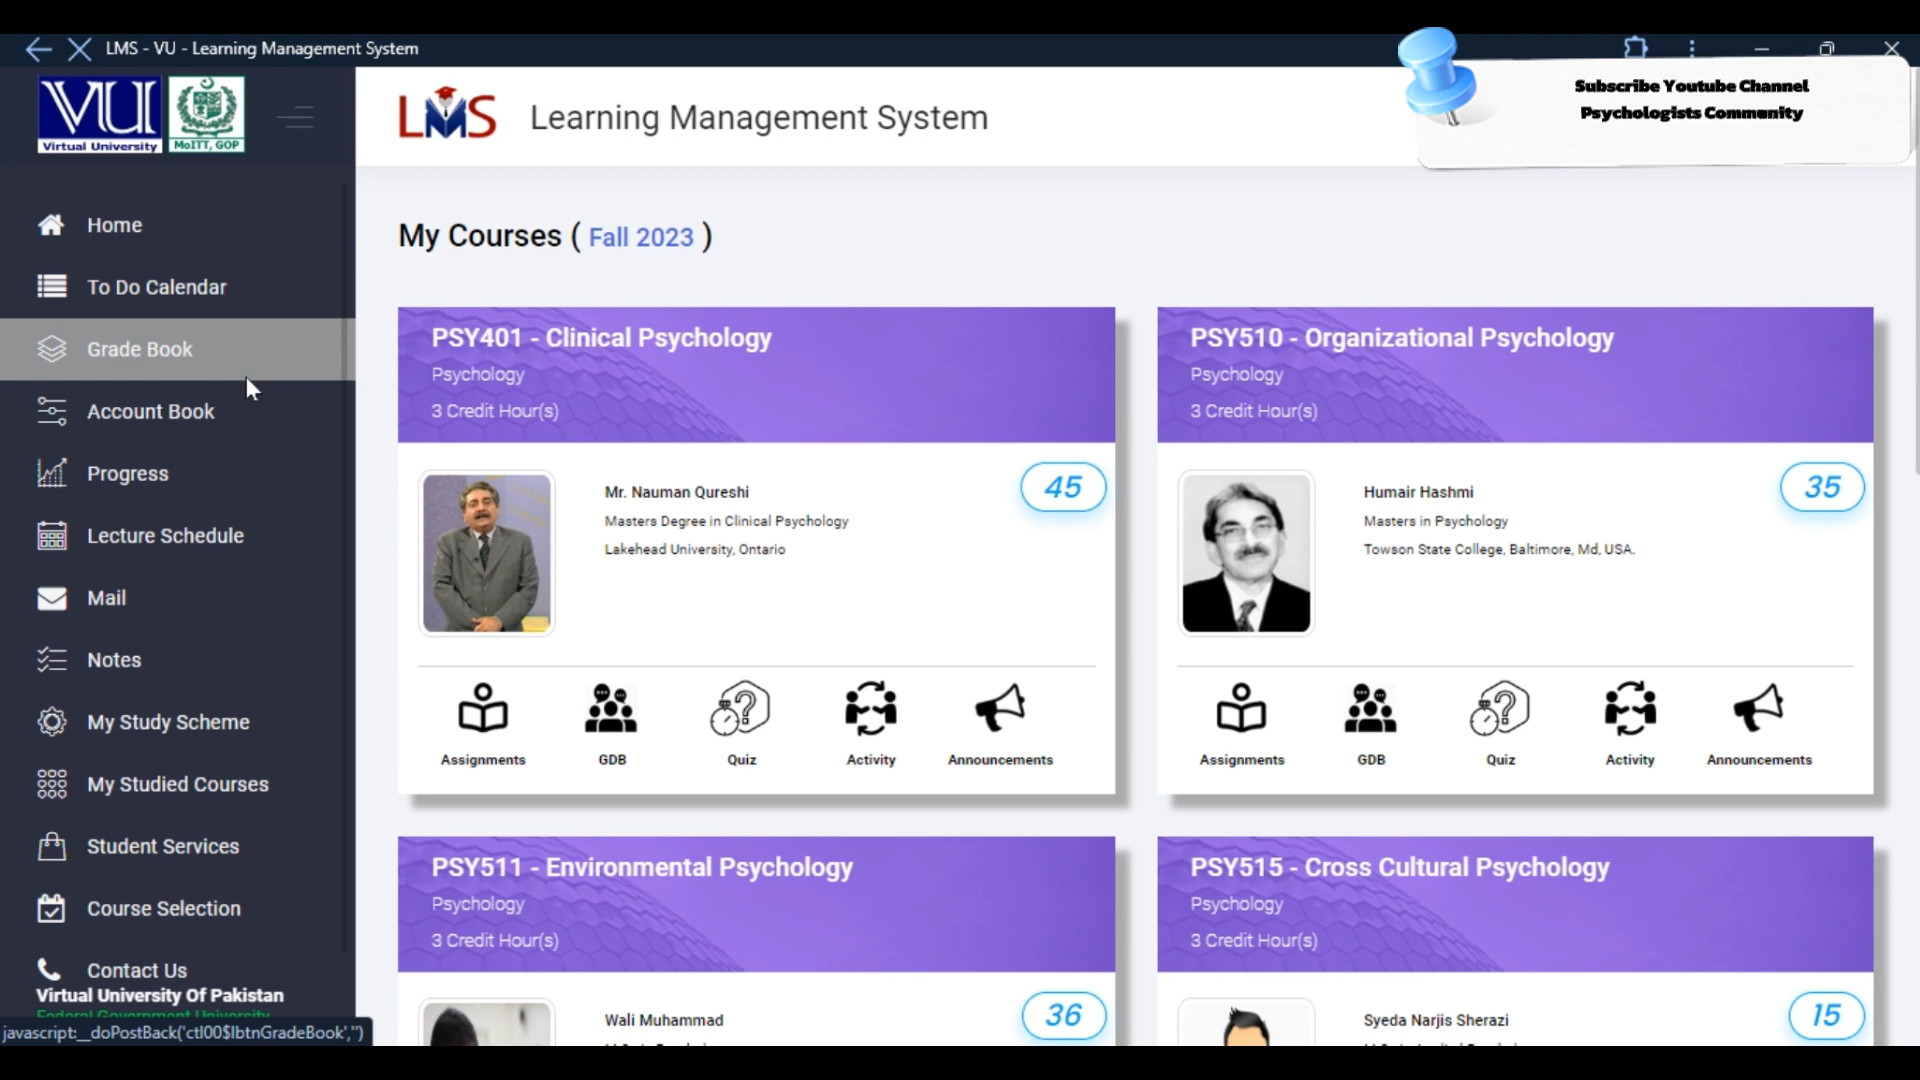 LMS - VU - Learning Management System
Subscribe Youtube Channel
Psychologists Community
VU
Virtual University
MoITT, GOP
LMS
Learning Management System
Home
To Do Calendar
Grade Book
Account Book
Progress
Lecture Schedule
Mail
Notes
My Study Scheme
My Studied Courses
Student Services
Course Selection
Contact Us
Virtual University Of Pakistan
Federal Government University
javascript:__doPostBack('ctl00$lbtnGradeBook','')
My Courses ( Fall 2023 )
PSY401 - Clinical Psychology
Psychology
3 Credit Hour(s)
Mr. Nauman Qureshi
Masters Degree in Clinical Psychology
Lakehead University, Ontario
45
Assignments GDB Quiz Activity Announcements
PSY510 - Organizational Psychology
Psychology
3 Credit Hour(s)
Humair Hashmi
Masters in Psychology
Towson State College, Baltimore, Md, USA.
35
Assignments GDB Quiz Activity Announcements
PSY511 - Environmental Psychology
Psychology
3 Credit Hour(s)
Wali Muhammad
36
PSY515 - Cross Cultural Psychology
Psychology
3 Credit Hour(s)
Syeda Narjis Sherazi
15